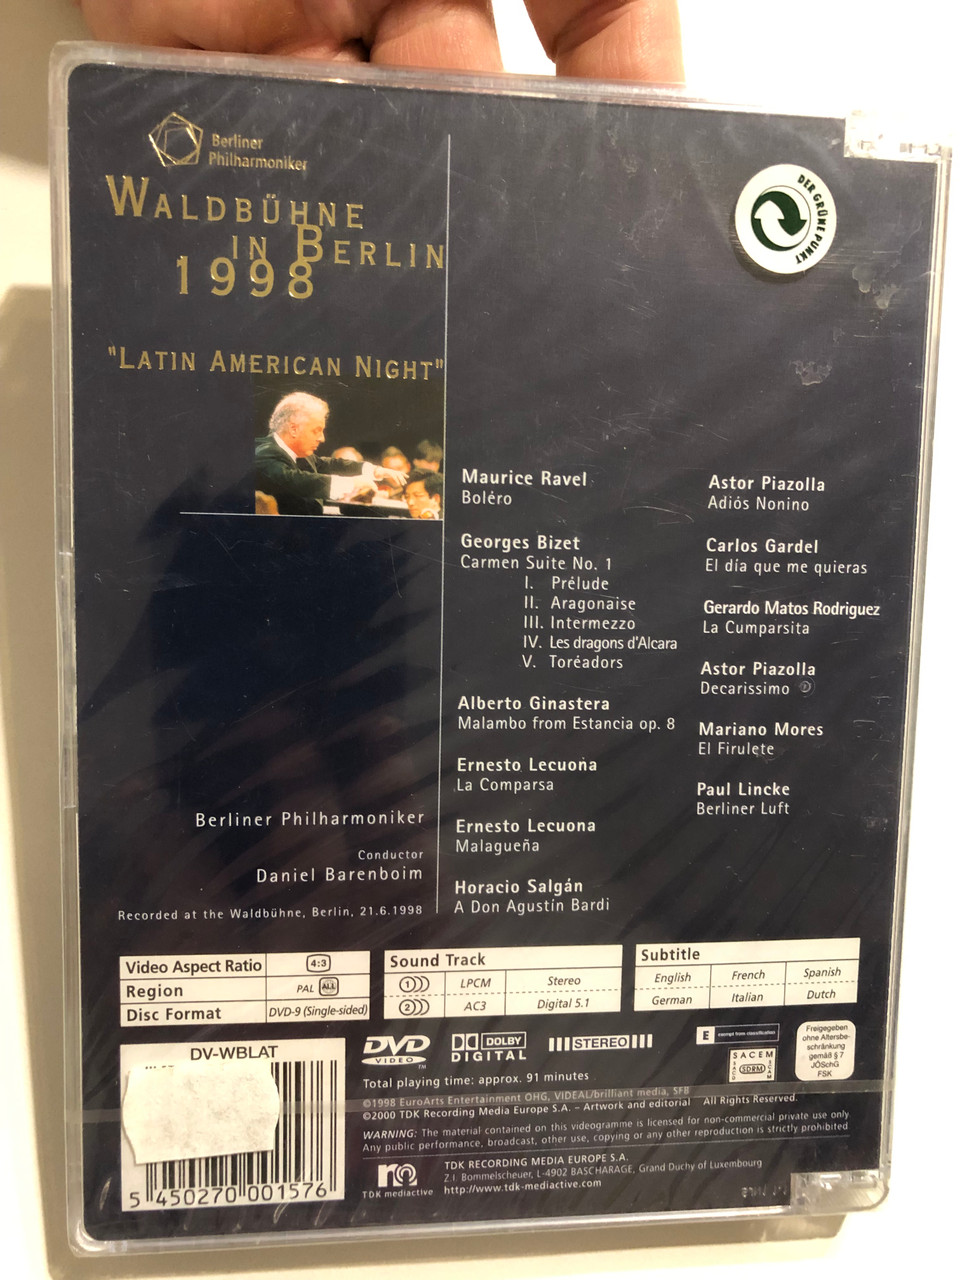 Berliner
Philharmoniker
WALDBÜHNE
IN BERLIN
1998
"LATIN AMERICAN NIGHT"
DER GRÜNE PUNKT
Maurice Ravel
Boléro
Georges Bizet
Carmen Suite No. 1
I. Prélude
II. Aragonaise
III. Intermezzo
IV. Les dragons d'Alcara
V. Toréadors
Alberto Ginastera
Malambo from Estancia op. 8
Ernesto Lecuona
La Comparsa
Ernesto Lecuona
Malagueña
Horacio Salgán
A Don Agustín Bardi
Astor Piazolla
Adiós Nonino
Carlos Gardel
El día que me quieras
Gerardo Matos Rodriguez
La Cumparsita
Astor Piazolla
Decarissimo
Mariano Mores
El Firulete
Paul Lincke
Berliner Luft
Berliner Philharmoniker
Conductor
Daniel Barenboim
Recorded at the Waldbühne, Berlin, 21.6.1998
Video Aspect Ratio 4:3
Region PAL ALL
Disc Format DVD-9 (Single-sided)
Sound Track
1 LPCM Stereo
2 AC3 Digital 5.1
Subtitle
English French Spanish
German Italian Dutch
DV-WBLAT
5 450270 001576
DVD
VIDEO TM
DOLBY
DIGITAL
STEREO
E exempt from classification
SACEM
SDRM
Freigegeben
ohne Altersbe-
schränkung
gemäß § 7
JÖSchG
FSK
Total playing time: approx. 91 minutes
©1998 EuroArts Entertainment OHG, VIDEAL/brilliant media, SFB
©2000 TDK Recording Media Europe S.A. – Artwork and editorial All Rights Reserved.
WARNING: The material contained on this videogramme is licensed for non-commercial private use only
Any public performance, broadcast, other use, copying or any other reproduction is strictly prohibited
TDK mediactive
TDK RECORDING MEDIA EUROPE S.A.
Z.I. Bommelscheuer, L-4902 BASCHARAGE, Grand Duchy of Luxembourg
http://www.tdk-mediactive.com